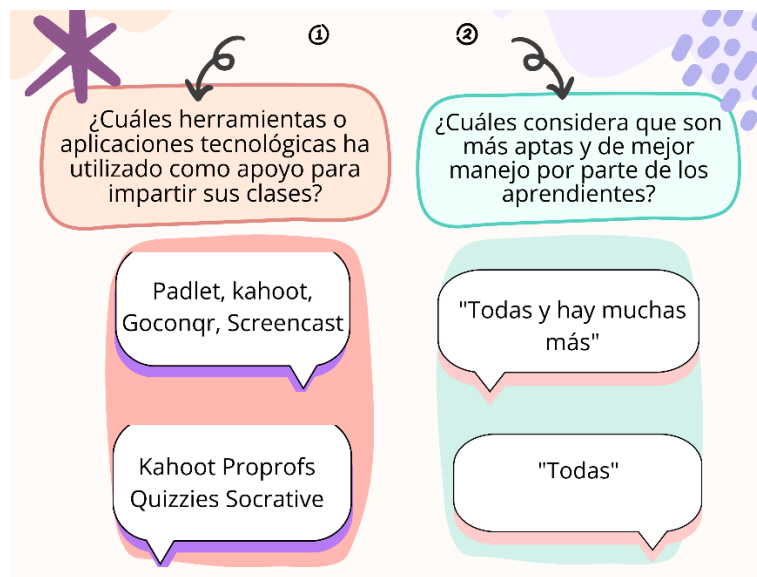 ①
¿Cuáles herramientas o
aplicaciones tecnológicas ha
utilizado como apoyo para
impartir sus clases?
Padlet, kahoot,
Goconqr, Screencast
Kahoot Proprofs
Quizzies Socrative
②
¿Cuáles considera que son
más aptas y de mejor
manejo por parte de los
aprendientes?
"Todas y hay muchas
más"
"Todas"